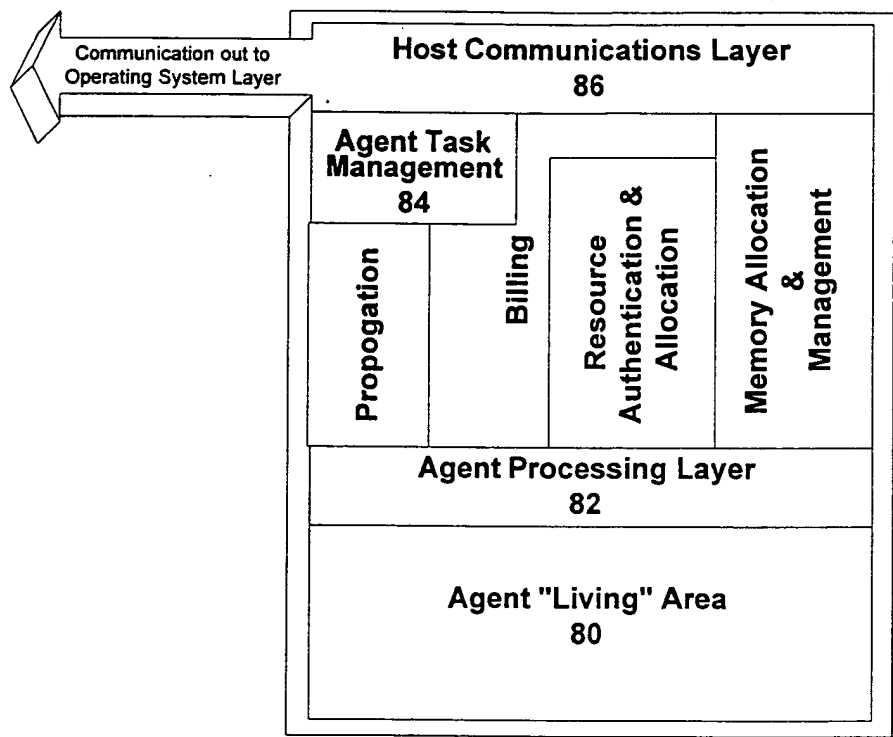 Communication out to
Operating System Layer
Host Communications Layer
86
Agent Task
Management
84
Propogation
Billing
Resource
Authentication &
Allocation
Memory Allocation
&
Management
Agent Processing Layer
82
Agent "Living" Area
80